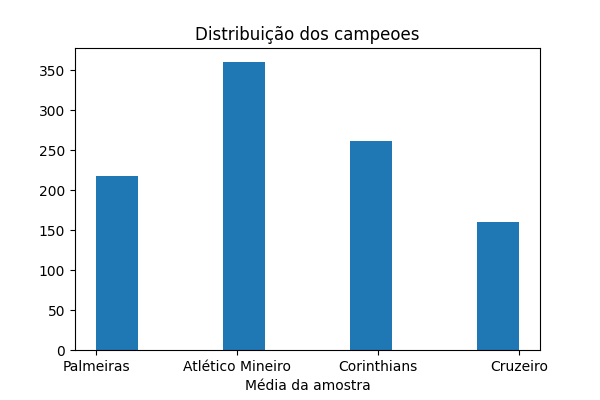 Distribuição dos campeoes
350
300
250
200
150
100
50
0
Palmeiras Atlético Mineiro Corinthians Cruzeiro
Média da amostra